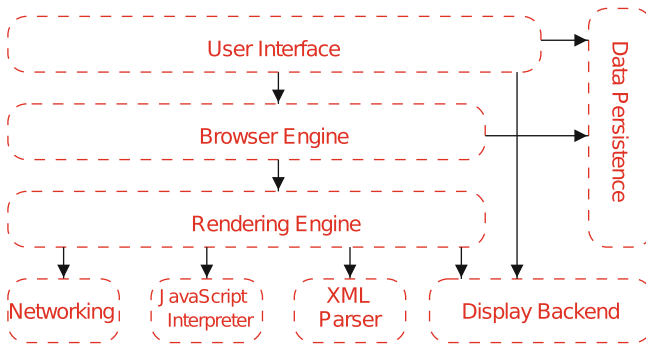 User Interface
Data Persistence
Browser Engine
Rendering Engine
Networking
JavaScript
Interpreter
XML
Parser
Display Backend